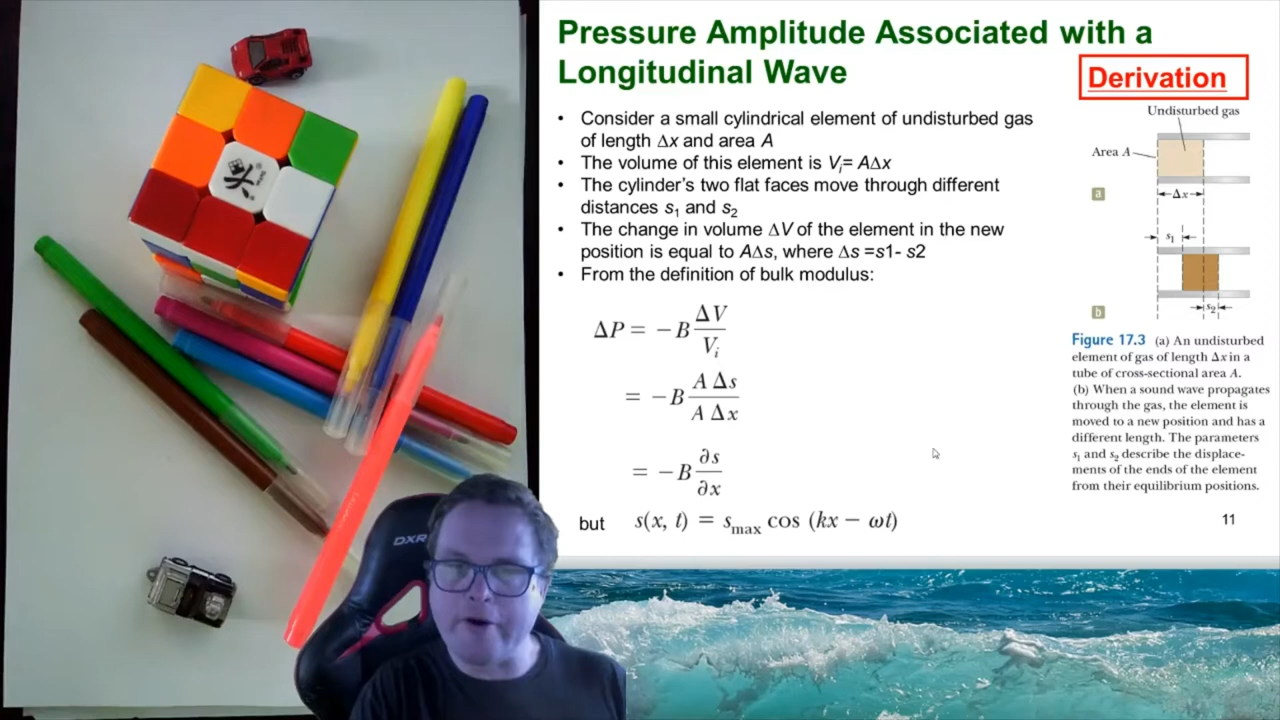 Pressure Amplitude Associated with a
Longitudinal Wave
Derivation
• Consider a small cylindrical element of undisturbed gas
of length Δx and area A
• The volume of this element is Vᵢ= AΔx
• The cylinder's two flat faces move through different
distances s₁ and s₂
• The change in volume ΔV of the element in the new
position is equal to AΔs, where Δs =s1- s2
• From the definition of bulk modulus:
ΔP = −B ΔV/Vᵢ
= −B A Δs/A Δx
= −B ∂s/∂x
but s(x, t) = sₘₐₓ cos (kx − ωt)
Undisturbed gas
Area A
Δx
a
s₁
s₂
b
Figure 17.3 (a) An undisturbed
element of gas of length Δx in a
tube of cross-sectional area A.
(b) When a sound wave propagates
through the gas, the element is
moved to a new position and has a
different length. The parameters
s₁ and s₂ describe the displace-
ments of the ends of the element
from their equilibrium positions.
11
DXR